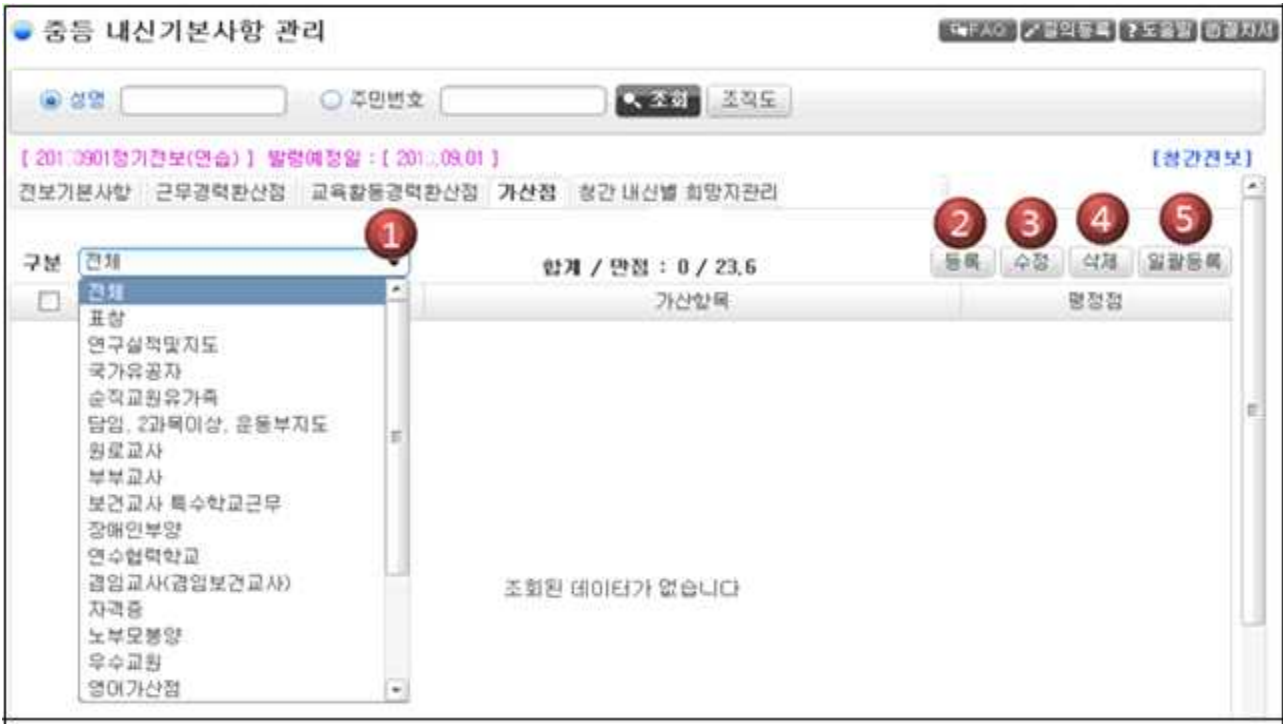 중등 내신기본사항 관리
FAQ 질의등록 ? 도움말 결차서
성명 주민번호 조회 조직도
[ 201 0901정기전보(연습) ] 발령예정일 : [ 201 .09.01 ] [청간전보]
전보기본사항 근무경력환산점 교육활동경력환산점 가산점 청간 내신별 희망지관리
1 2 3 4 5
구분 전체 합계 / 만점 : 0 / 23.6 등록 수정 삭제 일괄등록
가산항목 평정점
전체
표창
연구실적및지도
국가유공자
순직교원유가족
담임, 2과목이상, 운동부지도
원로교사
부부교사
보건교사 특수학교근무
장애인부양
연수협력학교
겸임교사(겸임보건교사)
조회된 데이터가 없습니다
자격증
노부모봉양
우수교원
영어가산점